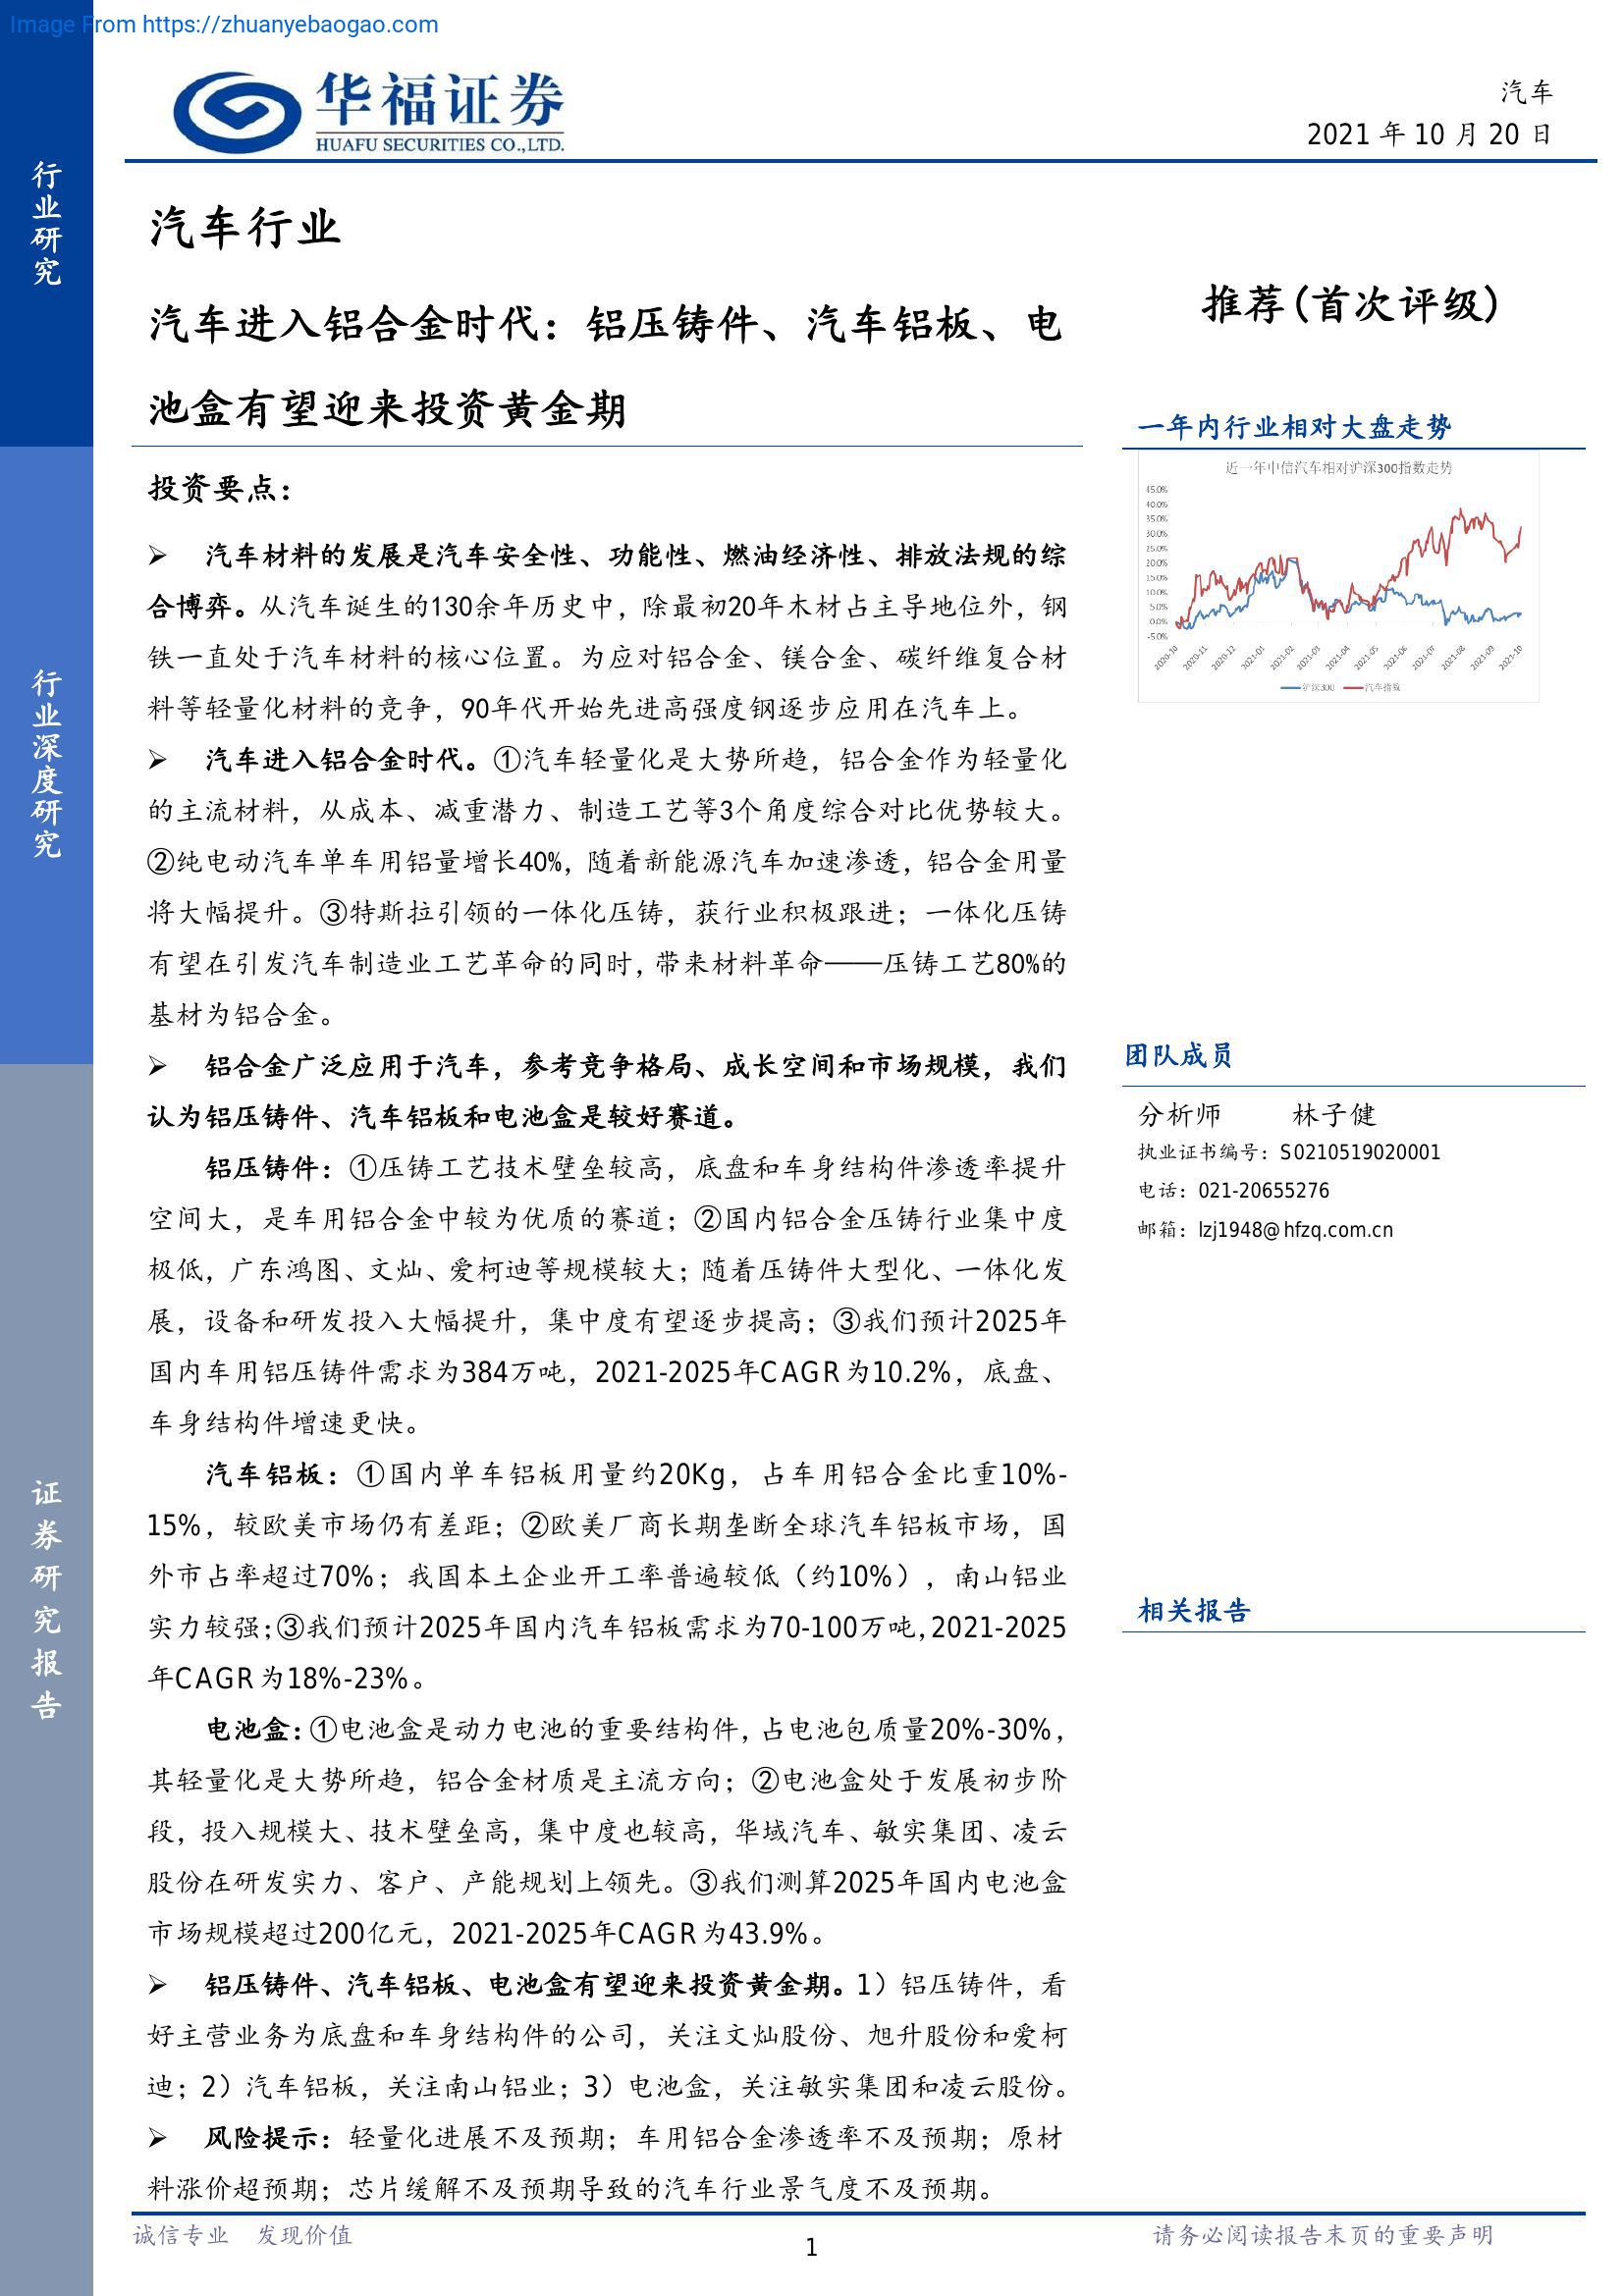 Image From https://zhuanyebaogao.com
华福证券
HUAFU SECURITIES CO.,LTD.
汽车
2021 年 10 月 20 日
行业研究
行业深度研究
证券研究报告
汽车行业
汽车进入铝合金时代：铝压铸件、汽车铝板、电
池盒有望迎来投资黄金期
投资要点：
➢ 汽车材料的发展是汽车安全性、功能性、燃油经济性、排放法规的综
合博弈。从汽车诞生的130余年历史中，除最初20年木材占主导地位外，钢
铁一直处于汽车材料的核心位置。为应对铝合金、镁合金、碳纤维复合材
料等轻量化材料的竞争，90年代开始先进高强度钢逐步应用在汽车上。
➢ 汽车进入铝合金时代。①汽车轻量化是大势所趋，铝合金作为轻量化
的主流材料，从成本、减重潜力、制造工艺等3个角度综合对比优势较大。
②纯电动汽车单车用铝量增长40%，随着新能源汽车加速渗透，铝合金用量
将大幅提升。③特斯拉引领的一体化压铸，获行业积极跟进；一体化压铸
有望在引发汽车制造业工艺革命的同时，带来材料革命——压铸工艺80%的
基材为铝合金。
➢ 铝合金广泛应用于汽车，参考竞争格局、成长空间和市场规模，我们
认为铝压铸件、汽车铝板和电池盒是较好赛道。
铝压铸件：①压铸工艺技术壁垒较高，底盘和车身结构件渗透率提升
空间大，是车用铝合金中较为优质的赛道；②国内铝合金压铸行业集中度
极低，广东鸿图、文灿、爱柯迪等规模较大；随着压铸件大型化、一体化发
展，设备和研发投入大幅提升，集中度有望逐步提高；③我们预计2025年
国内车用铝压铸件需求为384万吨，2021-2025年CAGR为10.2%，底盘、
车身结构件增速更快。
汽车铝板：①国内单车铝板用量约20Kg，占车用铝合金比重10%-
15%，较欧美市场仍有差距；②欧美厂商长期垄断全球汽车铝板市场，国
外市占率超过70%；我国本土企业开工率普遍较低（约10%），南山铝业
实力较强；③我们预计2025年国内汽车铝板需求为70-100万吨，2021-2025
年CAGR为18%-23%。
电池盒：①电池盒是动力电池的重要结构件，占电池包质量20%-30%，
其轻量化是大势所趋，铝合金材质是主流方向；②电池盒处于发展初步阶
段，投入规模大、技术壁垒高，集中度也较高，华域汽车、敏实集团、凌云
股份在研发实力、客户、产能规划上领先。③我们测算2025年国内电池盒
市场规模超过200亿元，2021-2025年CAGR为43.9%。
➢ 铝压铸件、汽车铝板、电池盒有望迎来投资黄金期。1）铝压铸件，看
好主营业务为底盘和车身结构件的公司，关注文灿股份、旭升股份和爱柯
迪；2）汽车铝板，关注南山铝业；3）电池盒，关注敏实集团和凌云股份。
➢ 风险提示：轻量化进展不及预期；车用铝合金渗透率不及预期；原材
料涨价超预期；芯片缓解不及预期导致的汽车行业景气度不及预期。
推荐(首次评级)
一年内行业相对大盘走势
近一年中信汽车相对沪深300指数走势
45.0%
40.0%
35.0%
30.0%
25.0%
20.0%
15.0%
10.0%
5.0%
0.0%
-5.0%
2020-10 2020-11 2020-12 2021-01 2021-02 2021-03 2021-04 2021-05 2021-06 2021-07 2021-08 2021-09 2021-10
沪深300 汽车指数
团队成员
分析师 林子健
执业证书编号：S0210519020001
电话：021-20655276
邮箱：lzj1948@hfzq.com.cn
相关报告
诚信专业 发现价值
1
请务必阅读报告末页的重要声明